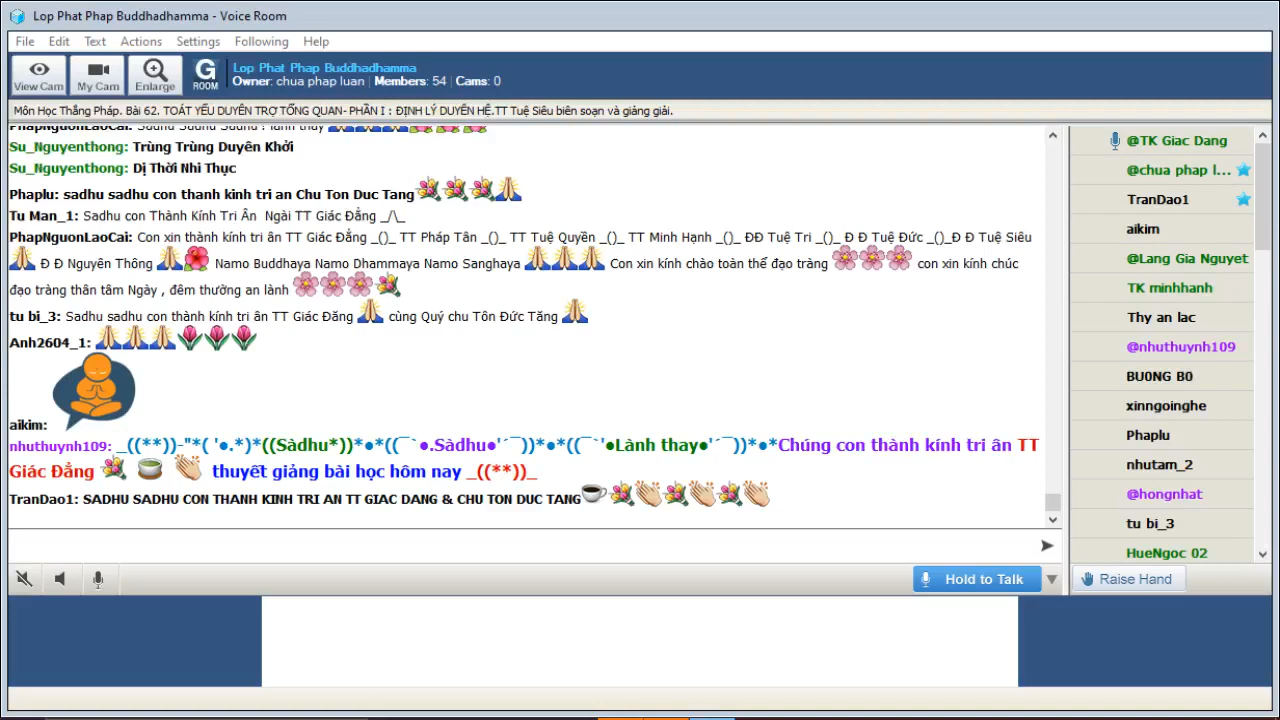 Lop Phat Phap Buddhadhamma - Voice Room
File Edit Text Actions Settings Following Help
View Cam My Cam Enlarge G ROOM
Lop Phat Phap Buddhadhamma
Owner: chua phap luan | Members: 54 | Cams: 0
Môn Học Thắng Pháp. Bài 62. TOÁT YẾU DUYÊN TRỢ TỔNG QUAN- PHẦN I : ĐỊNH LÝ DUYÊN HỆ.TT Tuệ Siêu biên soạn và giảng giải.
PhapNguonLaoCai: Sadhu Sadhu Sadhu ! lành thay
Su_Nguyenthong: Trùng Trùng Duyên Khởi
Su_Nguyenthong: Dị Thời Nhi Thục
Phaplu: sadhu sadhu con thanh kinh tri an Chu Ton Duc Tang
Tu Man_1: Sadhu con Thành Kính Tri Ân Ngài TT Giác Đẳng _/\_
PhapNguonLaoCai: Con xin thành kính tri ân TT Giác Đẳng _()_ TT Pháp Tân _()_ TT Tuệ Quyền _()_ TT Minh Hạnh _()_ ĐĐ Tuệ Tri _()_ Đ Đ Tuệ Đức _()_Đ Đ Tuệ Siêu
Đ Đ Nguyên Thông Namo Buddhaya Namo Dhammaya Namo Sanghaya Con xin kính chào toàn thể đạo tràng con xin kính chúc
đạo tràng thân tâm Ngày , đêm thường an lành
tu bi_3: Sadhu sadhu con thành kính tri ân TT Giác Đăng cùng Quý chu Tôn Đức Tăng
Anh2604_1:
aikim:
nhuthuynh109: _((**))-"*( '●.*)*((Sàdhu*))*●*((¯`●.Sàdhu●'´¯))*●*((¯`'●Lành thay●'´¯))*●*Chúng con thành kính tri ân TT
Giác Đẳng thuyết giảng bài học hôm nay _((**))_
TranDao1: SADHU SADHU CON THANH KINH TRI AN TT GIAC DANG & CHU TON DUC TANG
Hold to Talk
@TK Giac Dang
@chua phap l...
TranDao1
aikim
@Lang Gia Nguyet
TK minhhanh
Thy an lac
@nhuthuynh109
BU0NG B0
xinngoinghe
Phaplu
nhutam_2
@hongnhat
tu bi_3
HueNgoc 02
Raise Hand